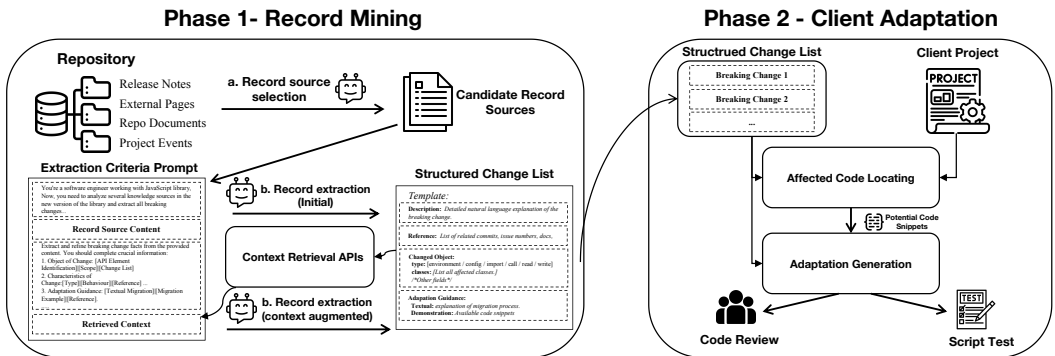 Phase 1- Record Mining
Repository
Release Notes
External Pages
Repo Documents
Project Events
a. Record source
selection
Candidate Record
Sources
Extraction Criteria Prompt
You're a software engineer working with JavaScript library.
Now, you need to analyze several knowledge sources in the
new version of the library and extract all breaking
changes...
Record Source Content
Extract and refine breaking change facts from the provided
content. You should complete crucial information:
1. Object of Change: [API Element
Identification][Scope][Change List]
2. Characteristics of
Change:[Type][Behaviour][Reference] ...
3. Adaptation Guidance: [Textual Migration][Migration
Example][Reference].
Retrieved Context
b. Record extraction
(Initial)
Context Retrieval APIs
b. Record extraction
(context augmented)
Structured Change List
Template:
Description: Detailed natural language explanation of the
breaking change.
Reference: List of related commits, issue numbers, docs,
Changed Object:
type: [environment / config / import / call / read / write]
classes: [List all affected classes.]
/*Other fields*/
Adapation Guidance:
Textual: explanation of migration process.
Demonstration: Available code snippets
Phase 2 - Client Adaptation
Structrued Change List
Breaking Change 1
Breaking Change 2
...
Client Project
PROJECT
Affected Code Locating
Potential Code
Snippets
Adaptation Generation
Code Review
TEST
Script Test